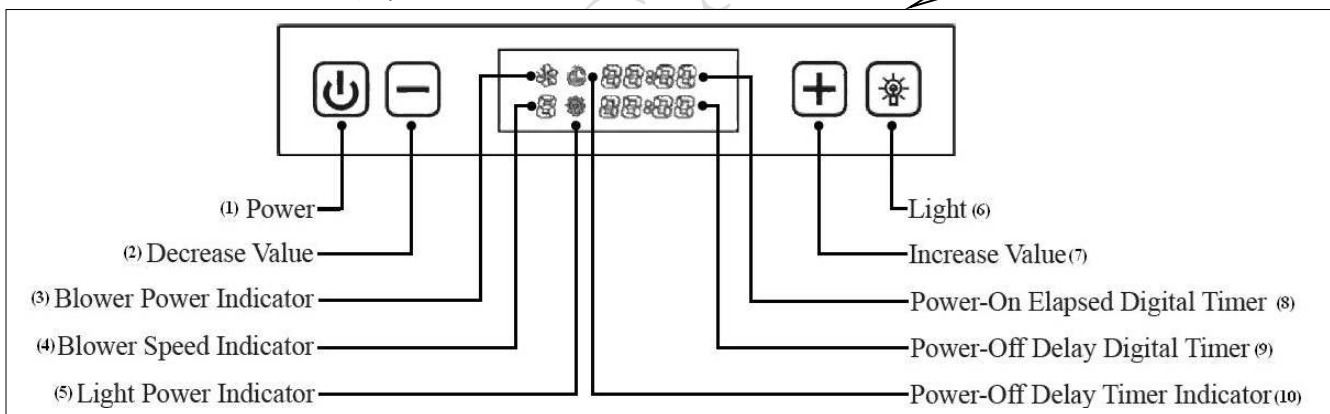 (1) Power
(2) Decrease Value
(3) Blower Power Indicator
(4) Blower Speed Indicator
(5) Light Power Indicator
Light (6)
Increase Value (7)
Power-On Elapsed Digital Timer (8)
Power-Off Delay Digital Timer (9)
Power-Off Delay Timer Indicator (10)